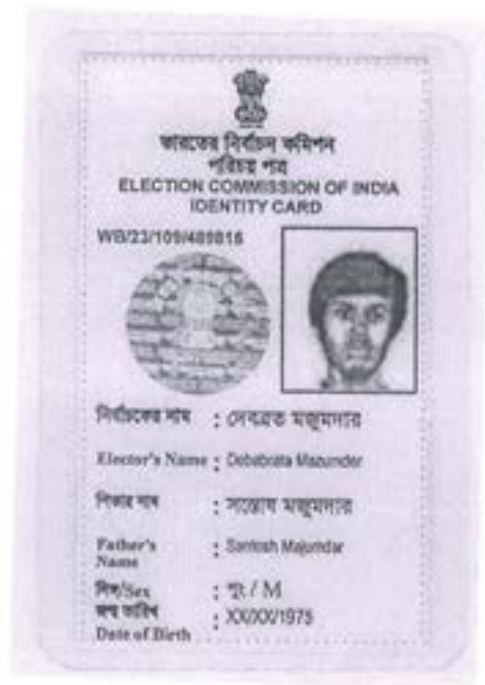 ভারতের নির্বাচন কমিশন
পরিচয় পত্র
ELECTION COMMISSION OF INDIA
IDENTITY CARD
WB/23/109/489816
নির্বাচকের নাম : দেবব্রত মজুমদার
Elector's Name : Debabrata Mazumder
পিতার নাম : সন্তোষ মজুমদার
Father's Name : Santosh Majumdar
লিঙ্গ/Sex : পুং / M
জন্ম তারিখ
Date of Birth : XX/XX/1975